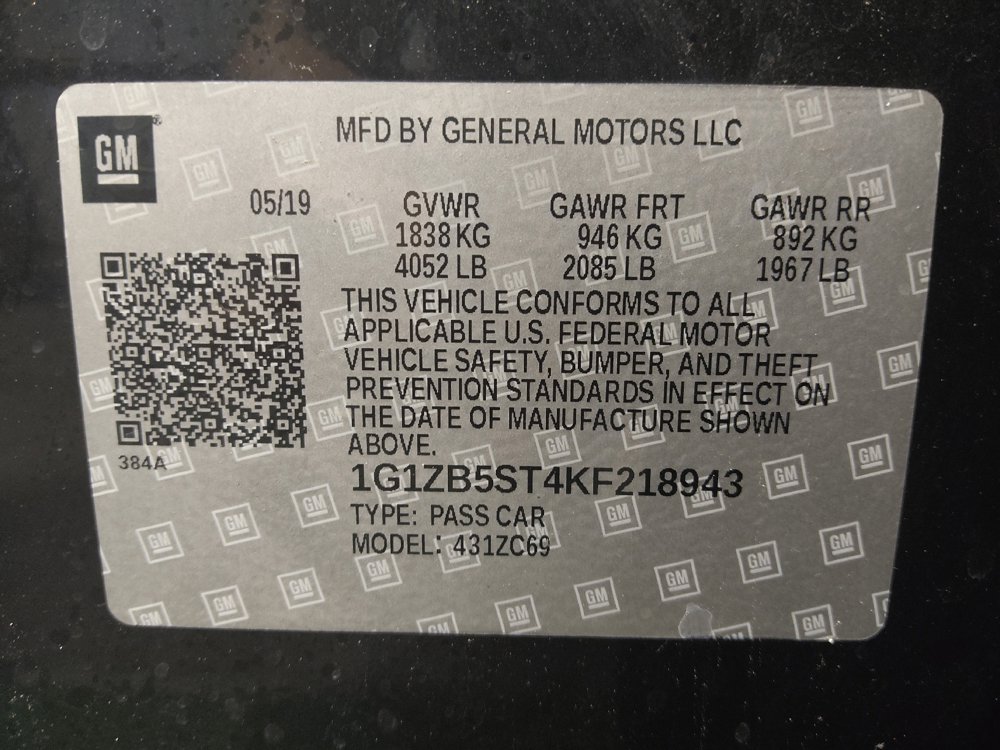 GM ®
MFD BY GENERAL MOTORS LLC
05/19 GVWR GAWR FRT GAWR RR
1838 KG 946 KG 892 KG
4052 LB 2085 LB 1967 LB
THIS VEHICLE CONFORMS TO ALL
APPLICABLE U.S. FEDERAL MOTOR
VEHICLE SAFETY, BUMPER, AND THEFT
PREVENTION STANDARDS IN EFFECT ON
THE DATE OF MANUFACTURE SHOWN
ABOVE.
384A
1G1ZB5ST4KF218943
TYPE: PASS CAR
MODEL: 431ZC69